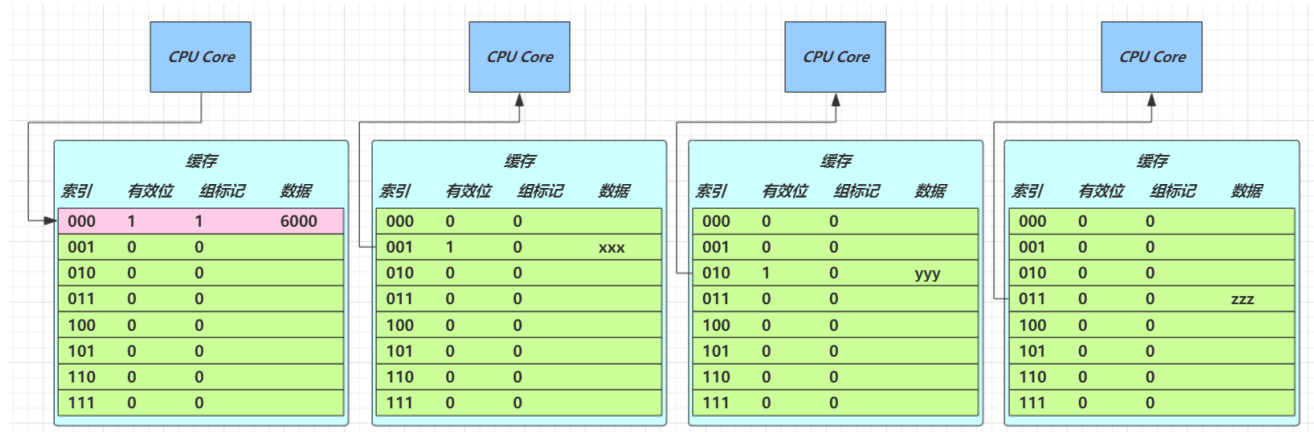 CPU Core CPU Core CPU Core CPU Core
缓存 缓存 缓存 缓存
索引 有效位 组标记 数据 索引 有效位 组标记 数据 索引 有效位 组标记 数据 索引 有效位 组标记 数据
000 1 1 6000 000 0 0 000 0 0 000 0 0
001 0 0 001 1 0 xxx 001 0 0 001 0 0
010 0 0 010 0 0 010 1 0 yyy 010 0 0
011 0 0 011 0 0 011 0 0 011 0 0 zzz
100 0 0 100 0 0 100 0 0 100 0 0
101 0 0 101 0 0 101 0 0 101 0 0
110 0 0 110 0 0 110 0 0 110 0 0
111 0 0 111 0 0 111 0 0 111 0 0